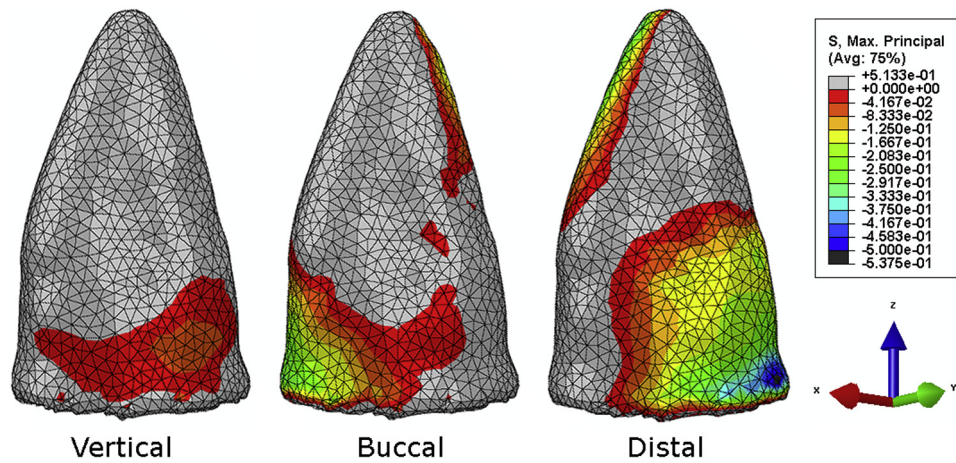 S, Max. Principal
(Avg: 75%)
+5.133e-01
+0.000e+00
-4.167e-02
-8.333e-02
-1.250e-01
-1.667e-01
-2.083e-01
-2.500e-01
-2.917e-01
-3.333e-01
-3.750e-01
-4.167e-01
-4.583e-01
-5.000e-01
-5.375e-01
z
X
Y
Vertical
Buccal
Distal